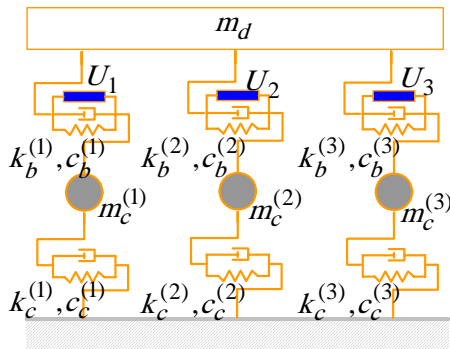 m_d
U_1 U_2 U_3
k_b^{(1)}, c_b^{(1)} k_b^{(2)}, c_b^{(2)} k_b^{(3)}, c_b^{(3)}
m_c^{(1)} m_c^{(2)} m_c^{(3)}
k_c^{(1)}, c_c^{(1)} k_c^{(2)}, c_c^{(2)} k_c^{(3)}, c_c^{(3)}